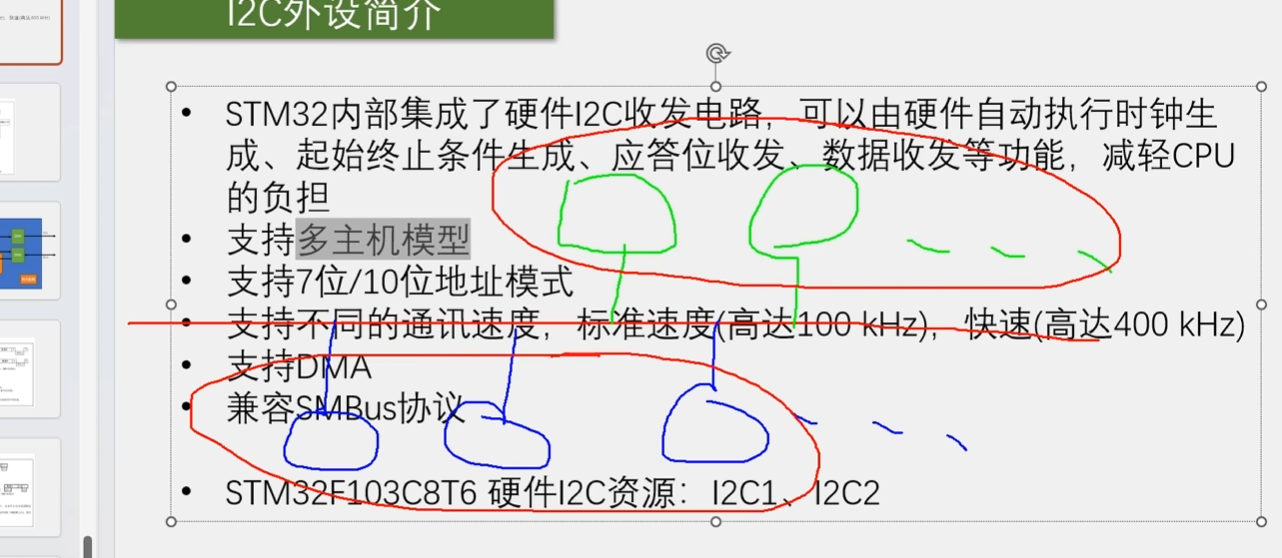 I2C外设简介
STM32内部集成了硬件I2C收发电路，可以由硬件自动执行时钟生
成、起始终止条件生成、应答位收发、数据收发等功能，减轻CPU
的负担
支持多主机模型
支持7位/10位地址模式
支持不同的通讯速度，标准速度(高达100 kHz)，快速(高达400 kHz)
支持DMA
兼容SMBus协议
STM32F103C8T6 硬件I2C资源：I2C1、I2C2